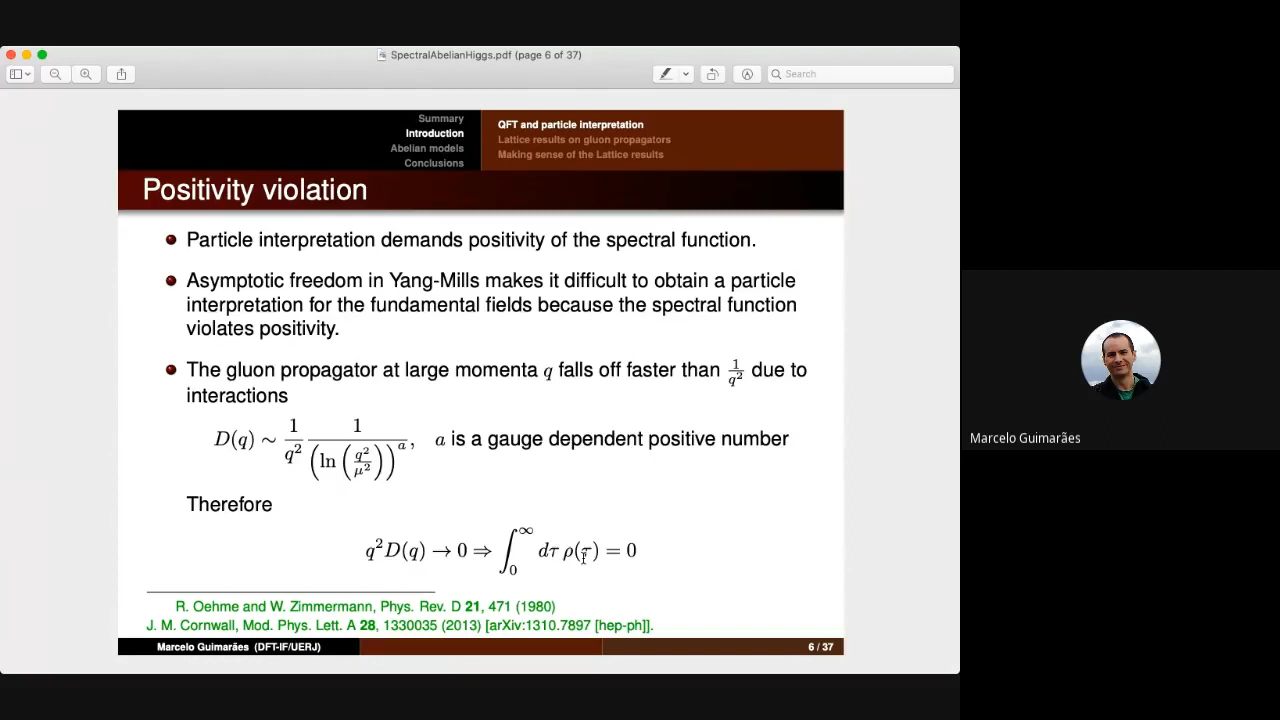 SpectralAbelianHiggs.pdf (page 6 of 37)
Search
Summary
Introduction
Abelian models
Conclusions
QFT and particle interpretation
Lattice results on gluon propagators
Making sense of the Lattice results
Positivity violation
Particle interpretation demands positivity of the spectral function.
Asymptotic freedom in Yang-Mills makes it difficult to obtain a particle
interpretation for the fundamental fields because the spectral function
violates positivity.
The gluon propagator at large momenta q falls off faster than 1/q² due to
interactions
D(q) ∼ 1/q² 1/(ln(q²/μ²))ᵃ, a is a gauge dependent positive number
Therefore
q²D(q) → 0 ⇒ ∫₀^∞ dτ ρ(τ) = 0
R. Oehme and W. Zimmermann, Phys. Rev. D 21, 471 (1980)
J. M. Cornwall, Mod. Phys. Lett. A 28, 1330035 (2013) [arXiv:1310.7897 [hep-ph]].
Marcelo Guimarães (DFT-IF/UERJ)
6 / 37
Marcelo Guimarães